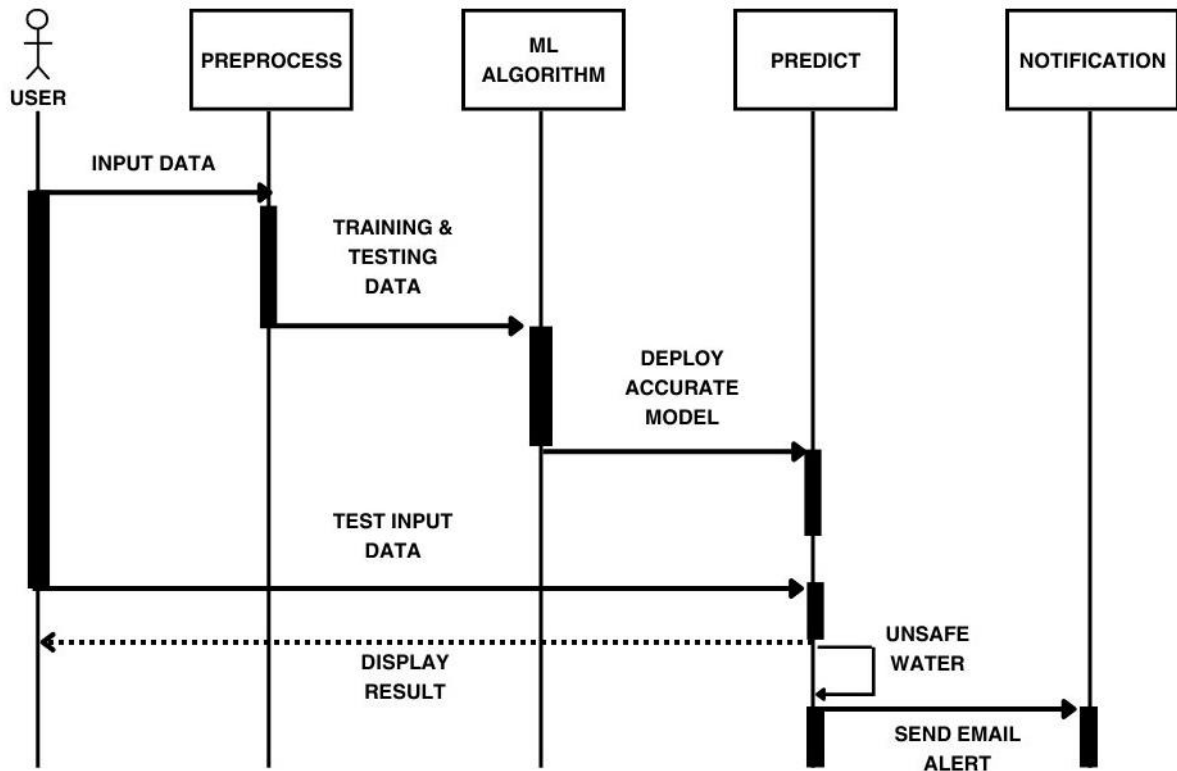 USER
PREPROCESS
ML
ALGORITHM
PREDICT
NOTIFICATION
INPUT DATA
TRAINING &
TESTING
DATA
DEPLOY
ACCURATE
MODEL
TEST INPUT
DATA
DISPLAY
RESULT
UNSAFE
WATER
SEND EMAIL
ALERT